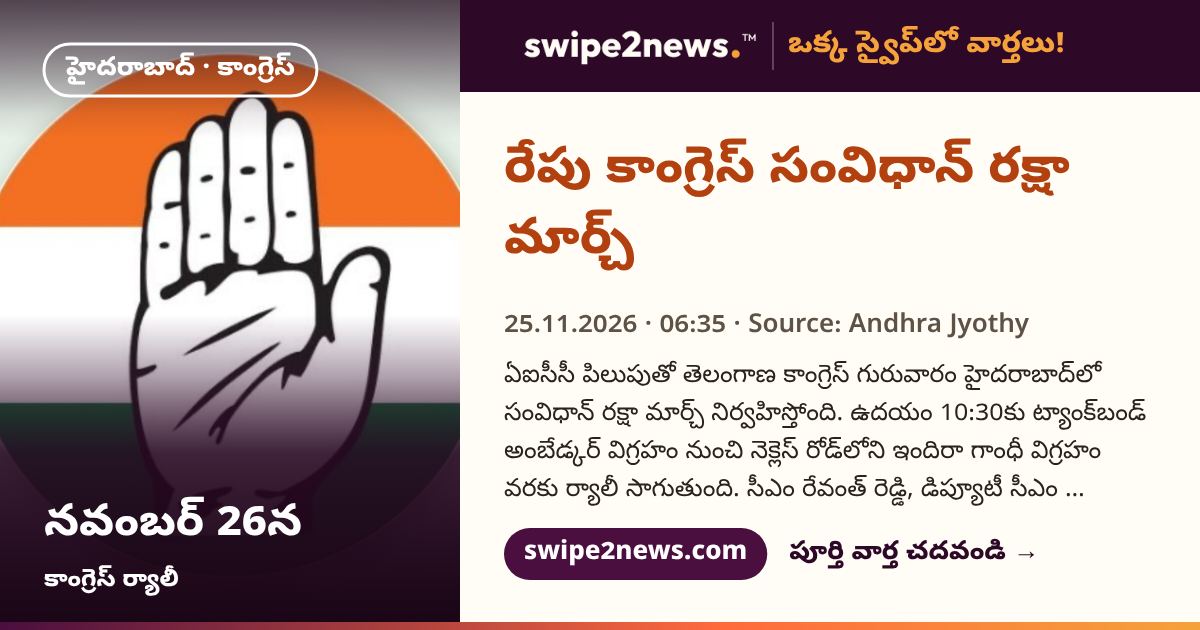 హైదరాబాద్ · కాంగ్రెస్
నవంబర్ 26న
కాంగ్రెస్ ర్యాలీ
swipe2news.™ ఒక్క స్వైప్‌లో వార్తలు!
రేపు కాంగ్రెస్ సంవిధాన్ రక్షా
మార్చ్
25.11.2026 · 06:35 · Source: Andhra Jyothy
ఏఐసీసీ పిలుపుతో తెలంగాణ కాంగ్రెస్ గురువారం హైదరాబాద్‌లో
సంవిధాన్ రక్షా మార్చ్ నిర్వహిస్తోంది. ఉదయం 10:30కు ట్యాంక్‌బండ్
అంబేడ్కర్ విగ్రహం నుంచి నెక్లెస్ రోడ్‌లోని ఇందిరా గాంధీ విగ్రహం
వరకు ర్యాలీ సాగుతుంది. సీఎం రేవంత్ రెడ్డి, డిప్యూటీ సీఎం ...
swipe2news.com పూర్తి వార్త చదవండి →